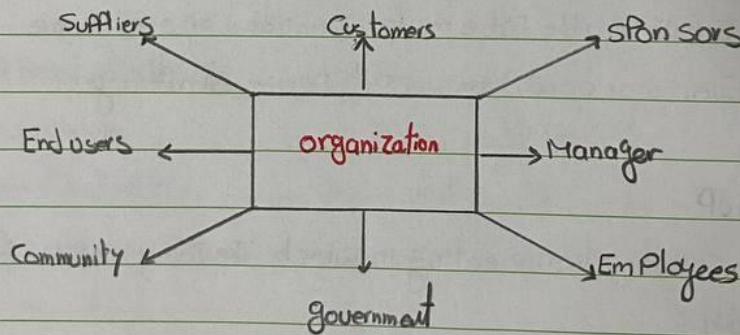 Suppliers Customers Sponsors
End users organization Manager
Community Employees
government